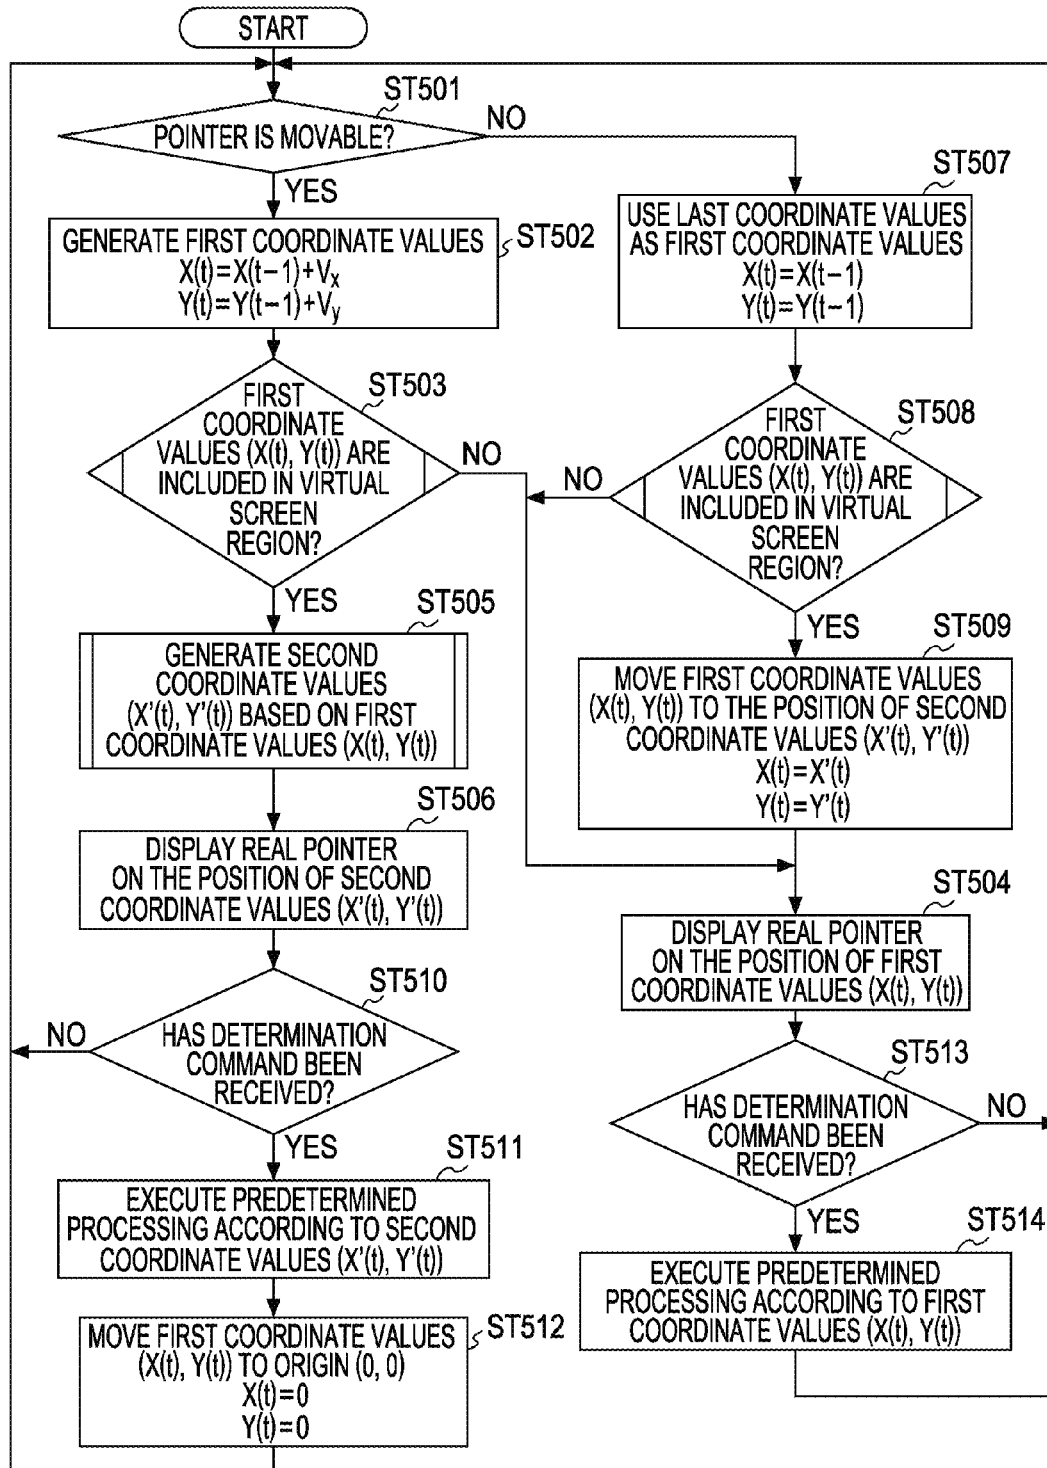 START
ST501
POINTER IS MOVABLE?
NO
YES
ST507
USE LAST COORDINATE VALUES
AS FIRST COORDINATE VALUES
X(t)=X(t-1)
Y(t)=Y(t-1)
GENERATE FIRST COORDINATE VALUES
X(t)=X(t-1)+Vx
Y(t)=Y(t-1)+Vy
ST502
ST503
FIRST
COORDINATE
VALUES (X(t), Y(t)) ARE
INCLUDED IN VIRTUAL
SCREEN
REGION?
NO
YES
ST508
FIRST
COORDINATE
VALUES (X(t), Y(t)) ARE
INCLUDED IN VIRTUAL
SCREEN
REGION?
NO
YES
ST505
GENERATE SECOND
COORDINATE VALUES
(X'(t), Y'(t)) BASED ON FIRST
COORDINATE VALUES (X(t), Y(t))
ST509
MOVE FIRST COORDINATE VALUES
(X(t), Y(t)) TO THE POSITION OF SECOND
COORDINATE VALUES (X'(t), Y'(t))
X(t)=X'(t)
Y(t)=Y'(t)
ST506
DISPLAY REAL POINTER
ON THE POSITION OF SECOND
COORDINATE VALUES (X'(t), Y'(t))
ST504
DISPLAY REAL POINTER
ON THE POSITION OF FIRST
COORDINATE VALUES (X(t), Y(t))
ST510
NO
HAS DETERMINATION
COMMAND BEEN
RECEIVED?
YES
ST513
HAS DETERMINATION
COMMAND BEEN
RECEIVED?
NO
YES
ST511
EXECUTE PREDETERMINED
PROCESSING ACCORDING TO SECOND
COORDINATE VALUES (X'(t), Y'(t))
ST514
EXECUTE PREDETERMINED
PROCESSING ACCORDING TO FIRST
COORDINATE VALUES (X(t), Y(t))
MOVE FIRST COORDINATE VALUES
(X(t), Y(t)) TO ORIGIN (0, 0)
X(t)=0
Y(t)=0
ST512